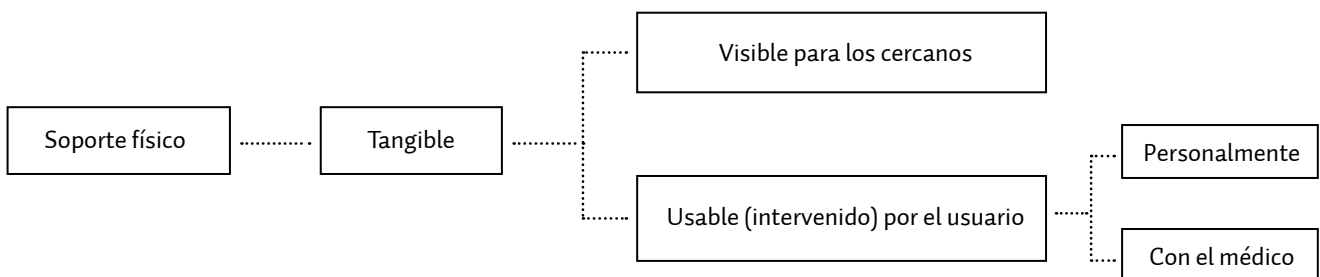 Soporte físico
Tangible
Visible para los cercanos
Usable (intervenido) por el usuario
Personalmente
Con el médico